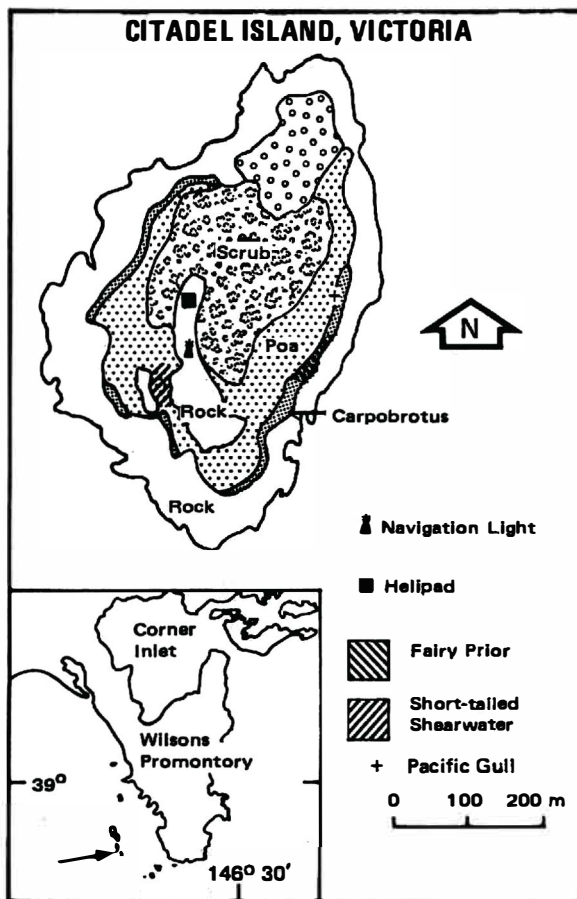 CITADEL ISLAND, VICTORIA
Scrub
N
Poa
Rock
Carpobrotus
Rock
Navigation Light
Helipad
Fairy Prior
Short-tailed
Shearwater
+ Pacific Gull
0 100 200 m
Corner
Inlet
Wilsons
Promontory
39°
146° 30'